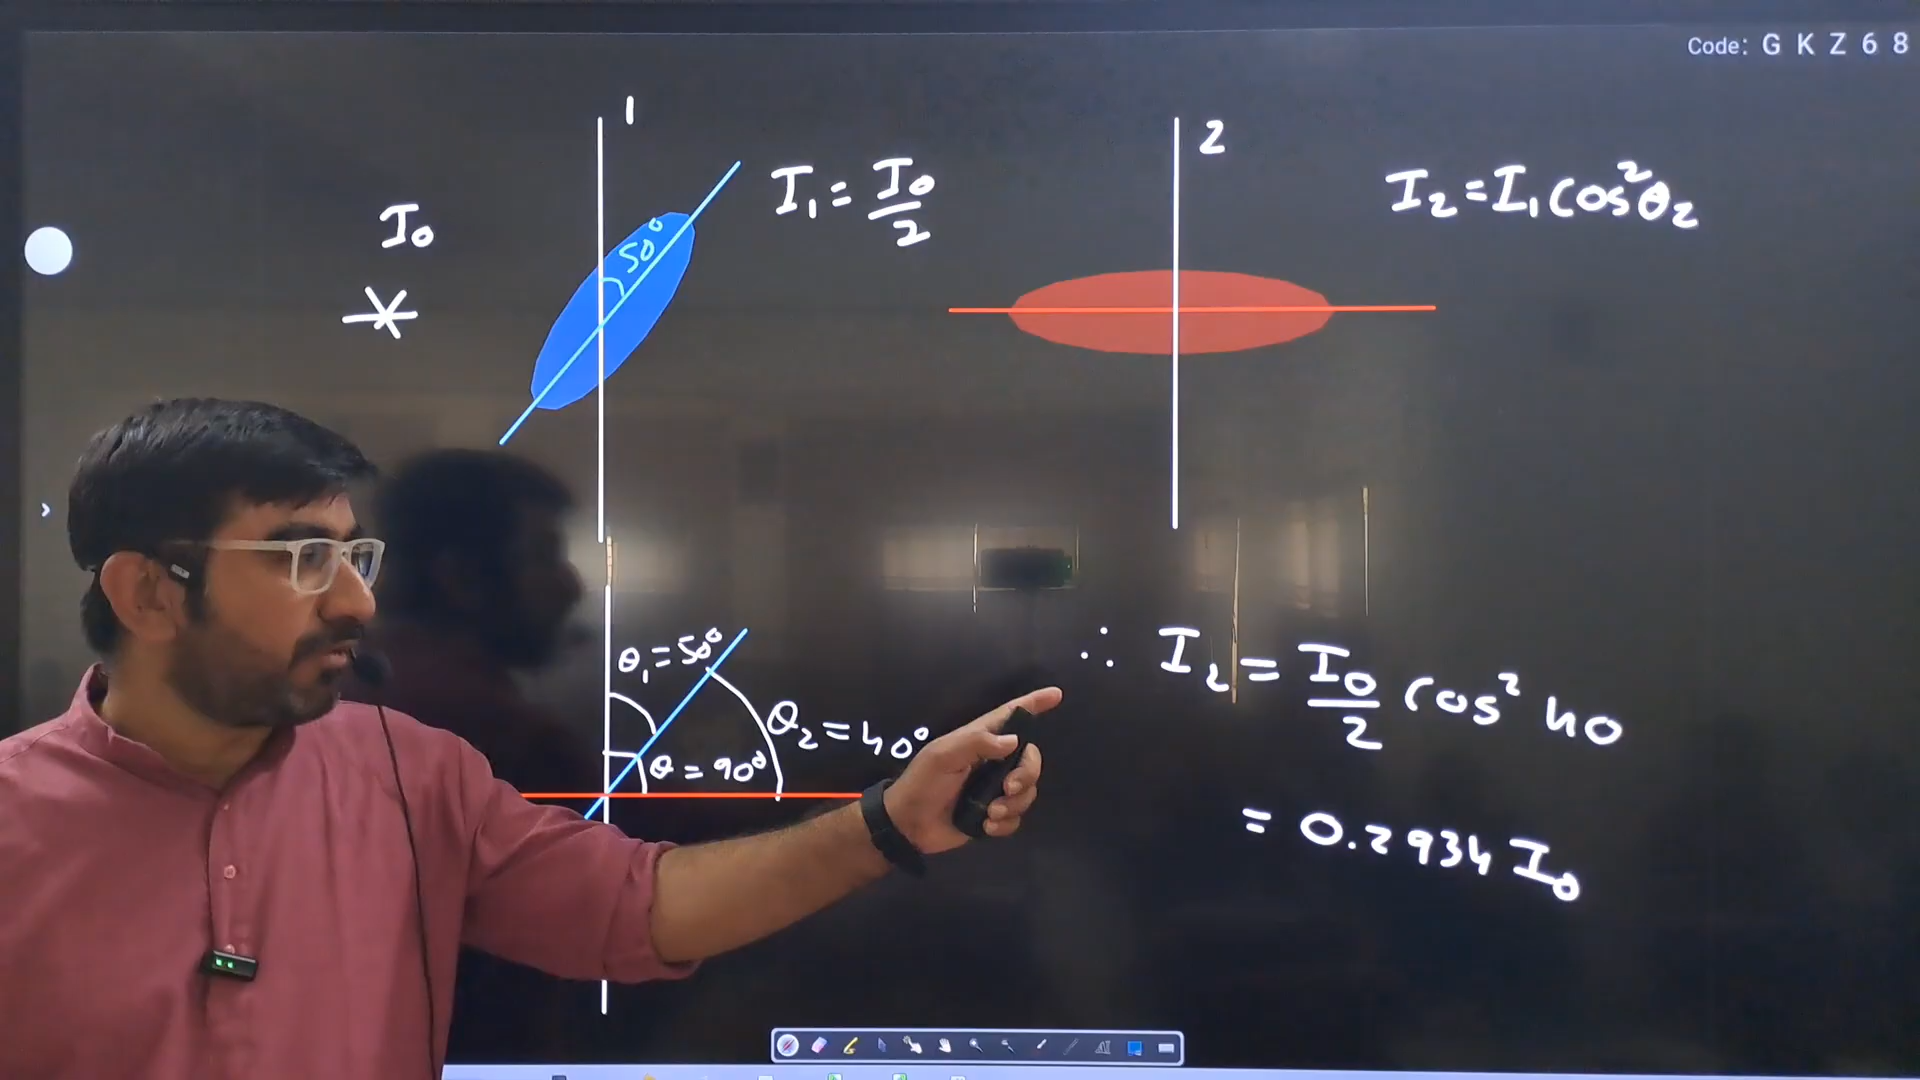 Code: G K Z 6 8
1
2
I₀
50°
I₁ = I₀/2
I₂ = I₁ cos²θ₂
θ₁ = 50°
θ₂ = 40°
θ = 90°
∴ I₂ = I₀/2 cos² 40
= 0.2934 I₀